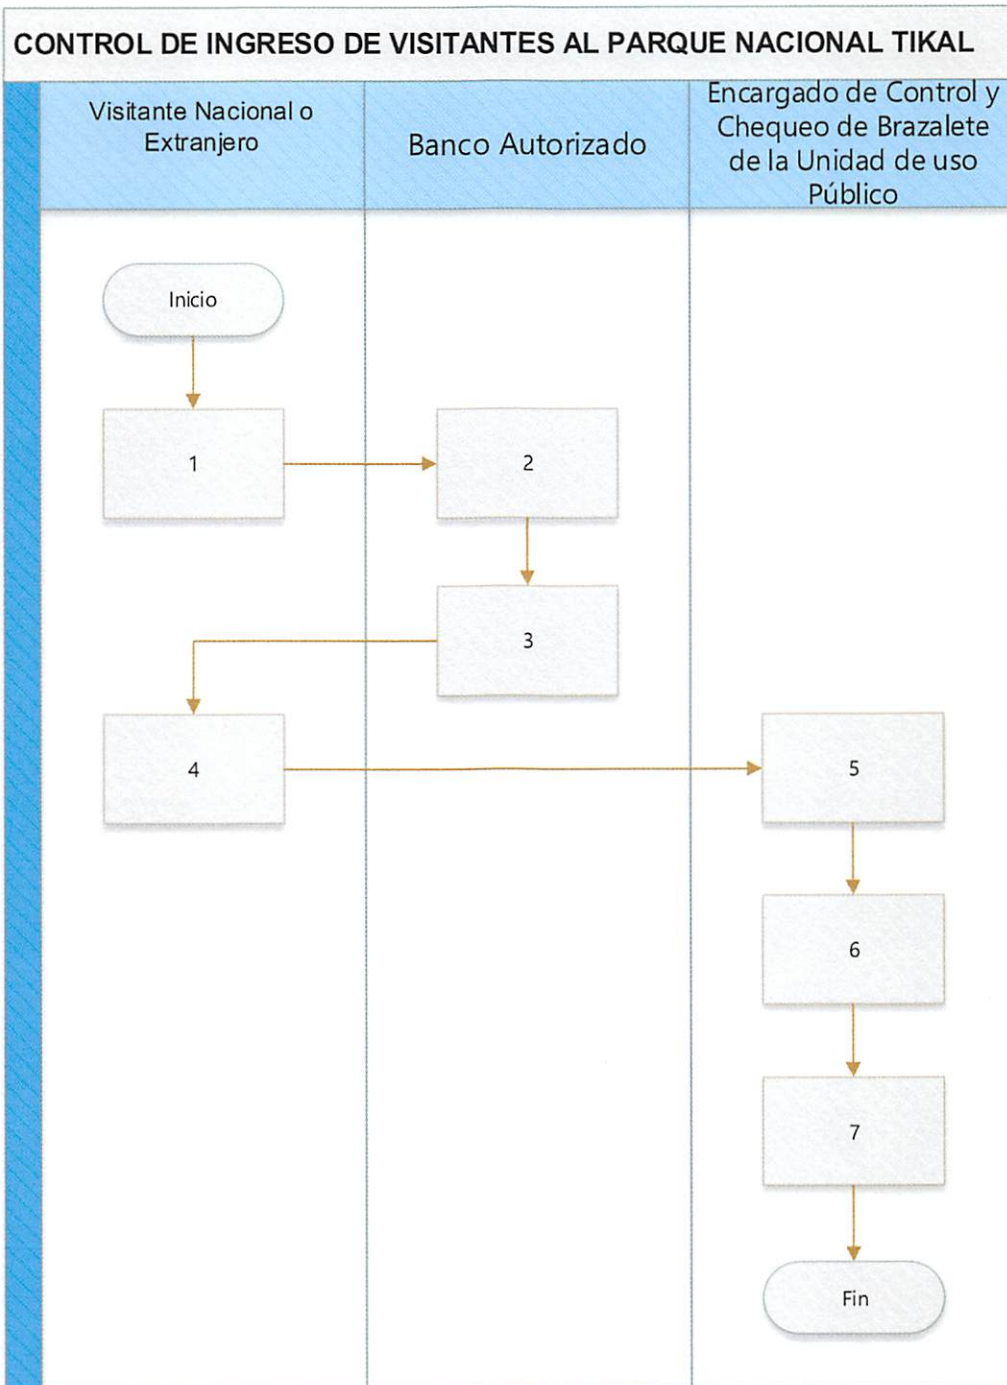 CONTROL DE INGRESO DE VISITANTES AL PARQUE NACIONAL TIKAL
Visitante Nacional o
Extranjero
Banco Autorizado
Encargado de Control y
Chequeo de Brazalete
de la Unidad de uso
Público
Inicio
1
2
3
4
5
6
7
Fin